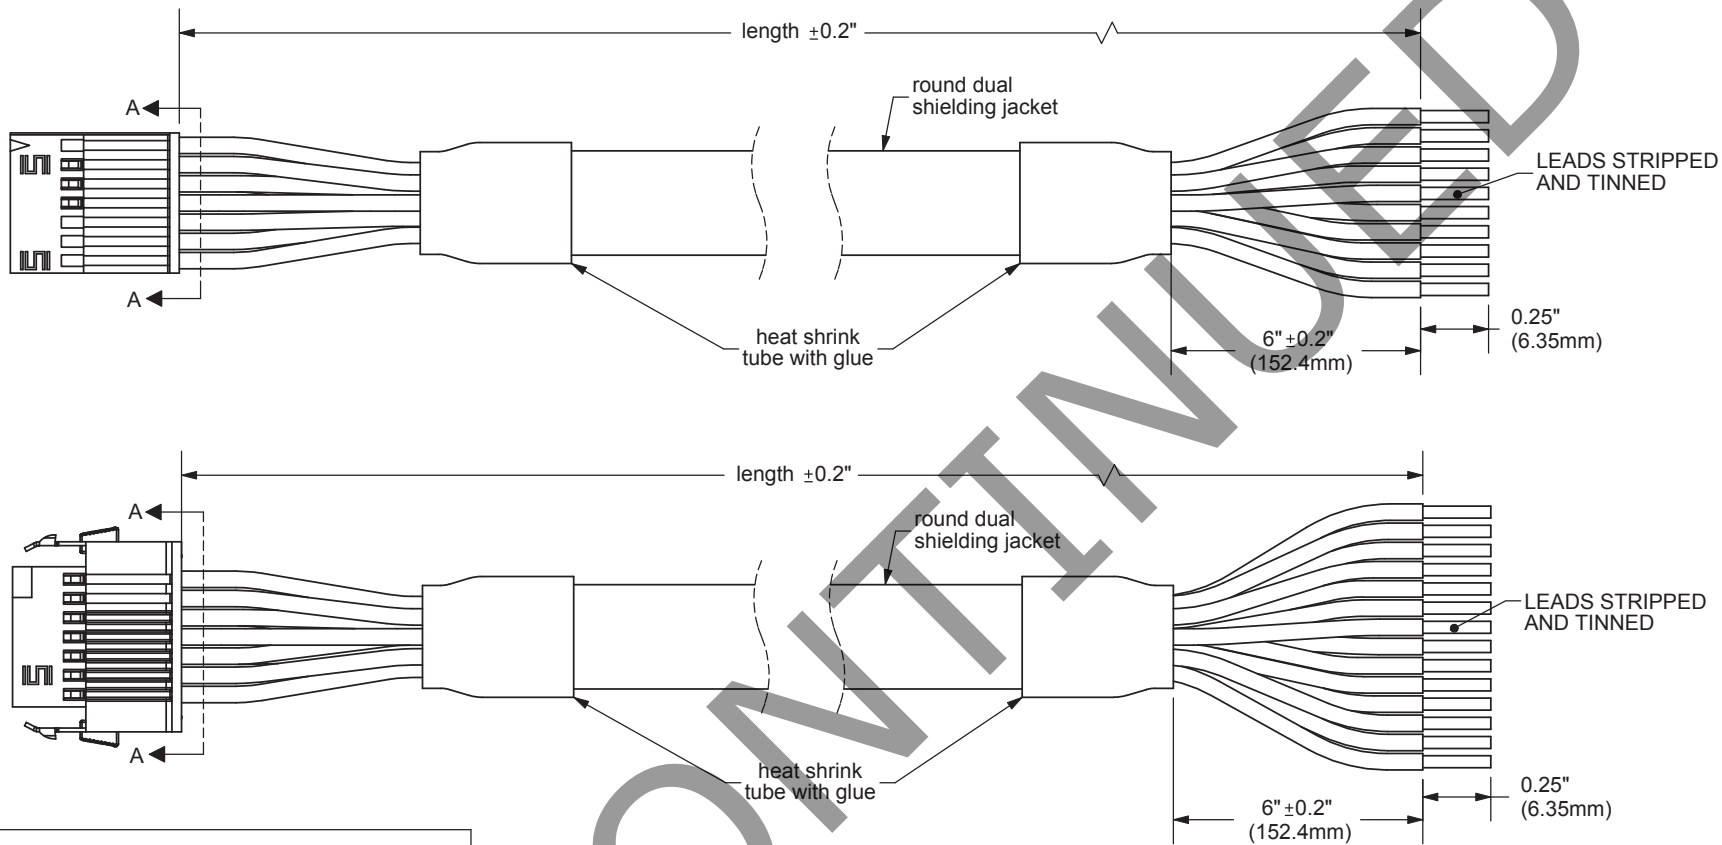 length ±0.2"
round dual
shielding jacket
A
LEADS STRIPPED
AND TINNED
A
heat shrink
tube with glue
6" ±0.2"
(152.4mm)
0.25"
(6.35mm)
length ±0.2"
A
round dual
shielding jacket
LEADS STRIPPED
AND TINNED
A
heat shrink
tube with glue
6" ±0.2"
(152.4mm)
0.25"
(6.35mm)
ONTINUED